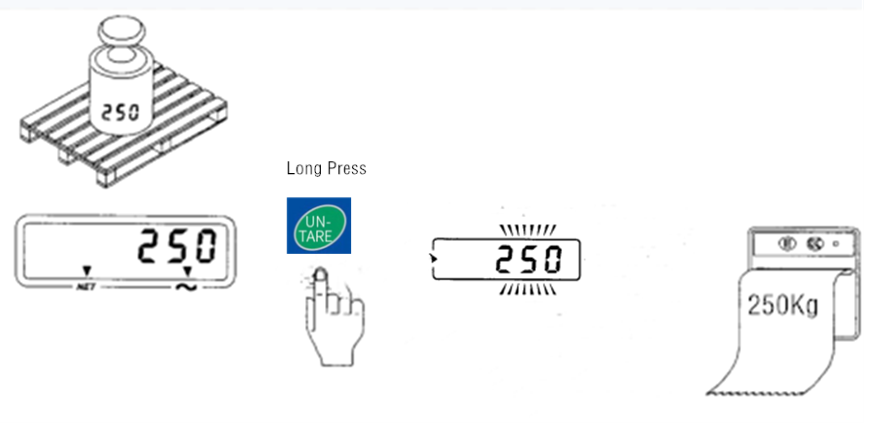 250
Long Press
250
NET
UN-
TARE
250
250Kg